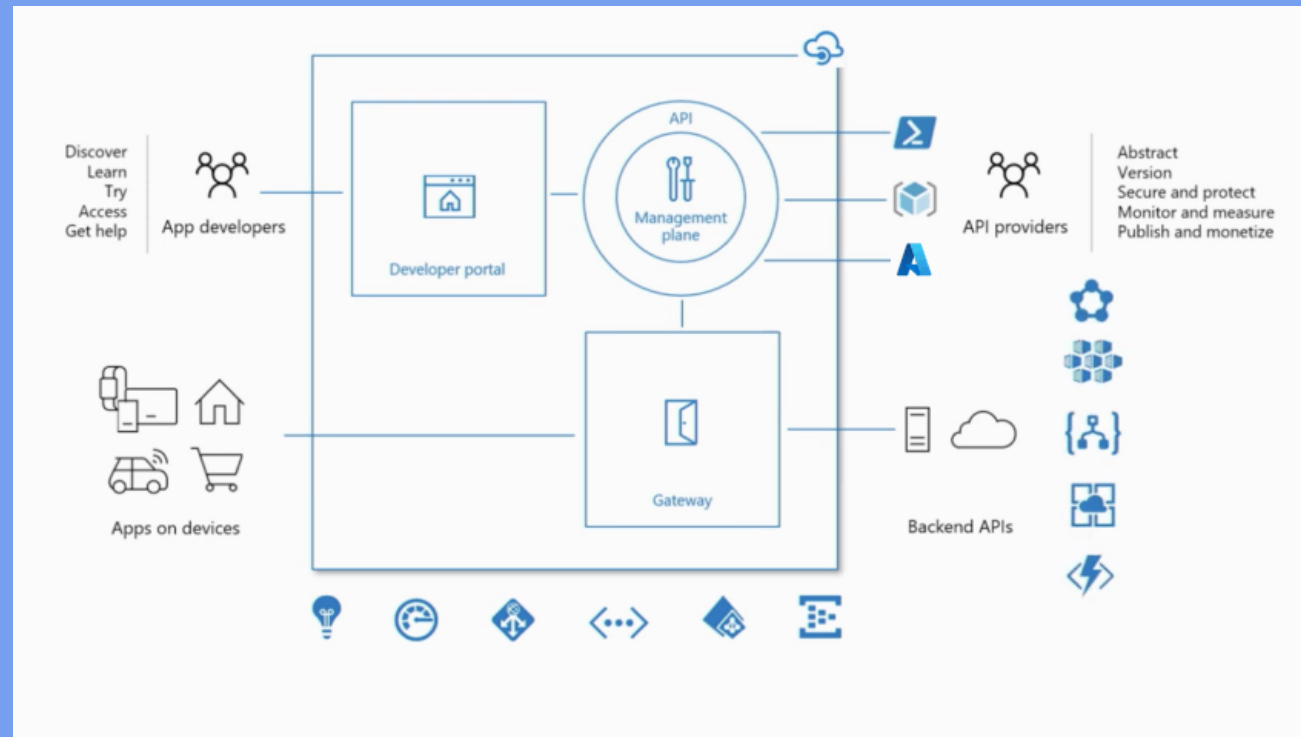 Discover
Learn
Try
Access
Get help
App developers
Developer portal
API
Management
plane
API providers
Abstract
Version
Secure and protect
Monitor and measure
Publish and monetize
Apps on devices
Gateway
Backend APIs